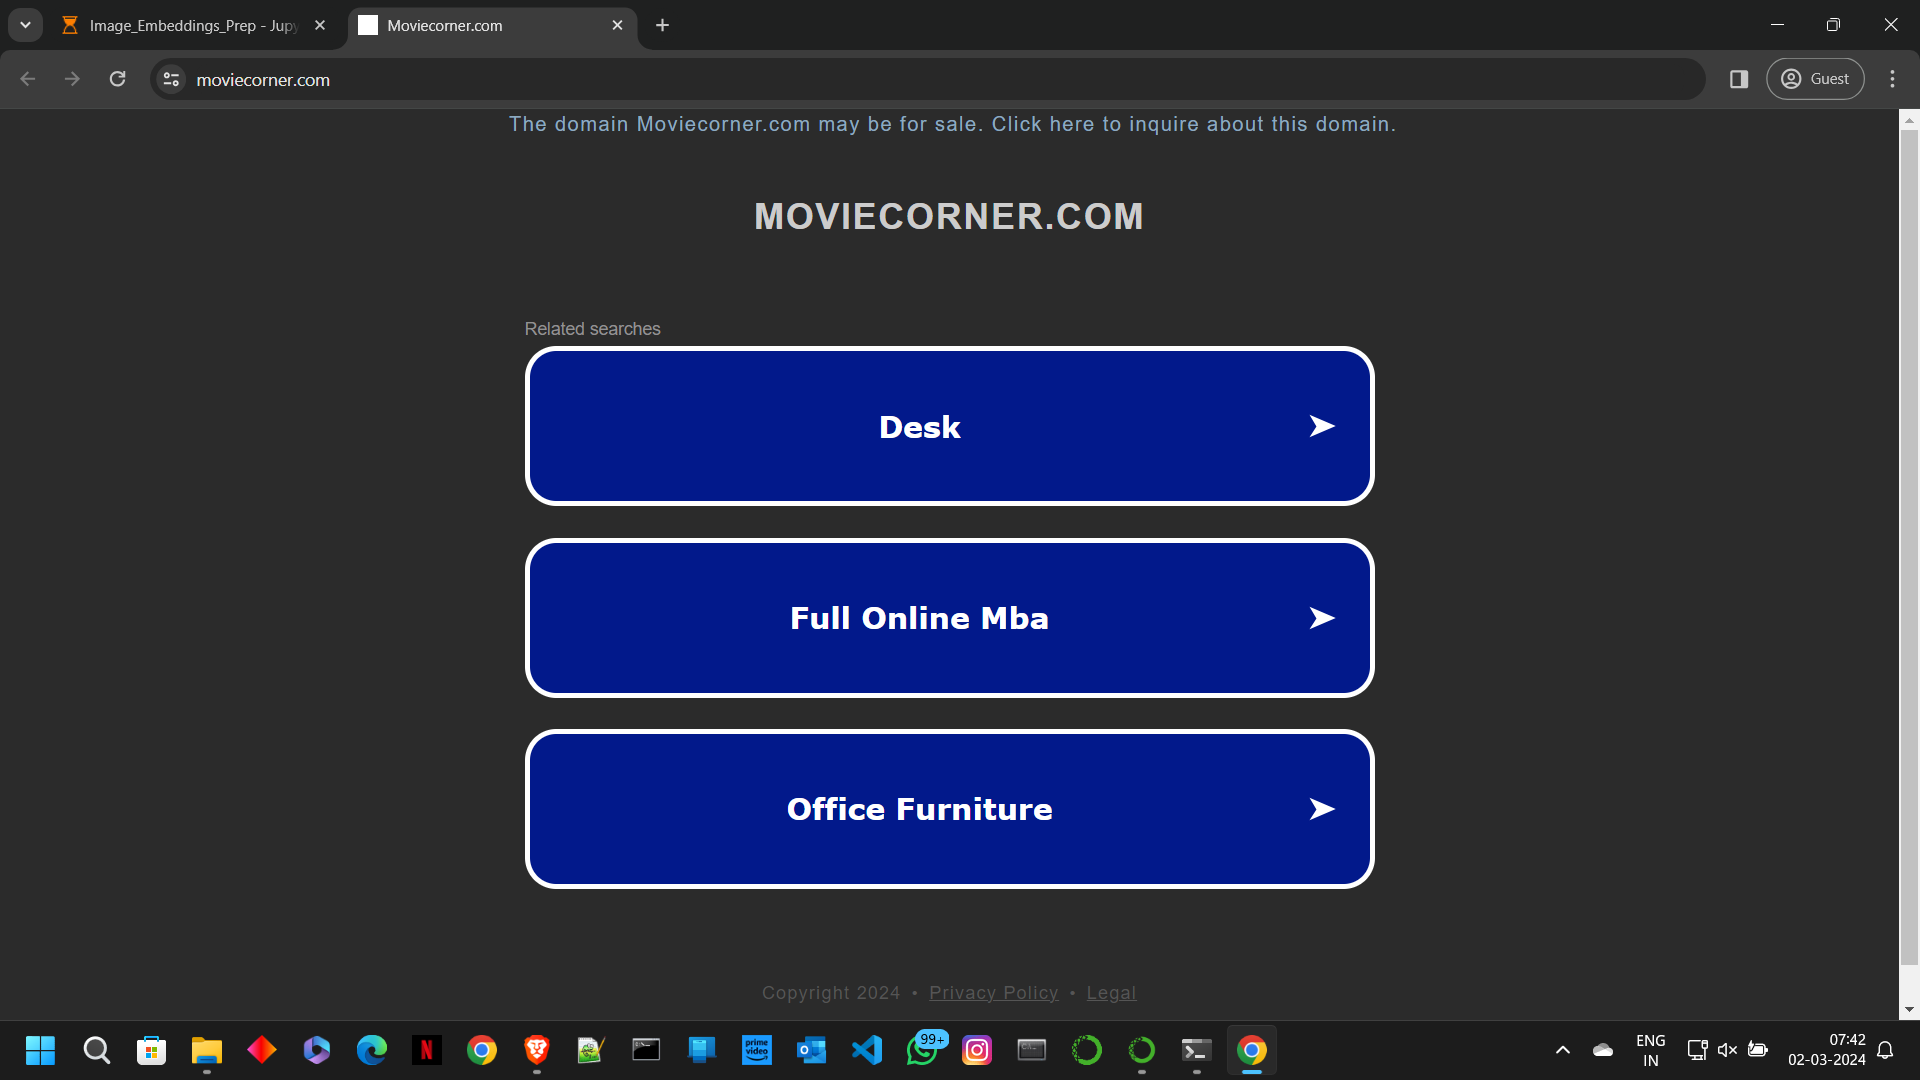 Image_Embeddings_Prep - Jupy
Moviecorner.com
moviecorner.com
Guest
The domain Moviecorner.com may be for sale. Click here to inquire about this domain.
MOVIECORNER.COM
Related searches
Desk
Full Online Mba
Office Furniture
Copyright 2024 • Privacy Policy • Legal
N
prime video
99+
ENG
IN
07:42
02-03-2024